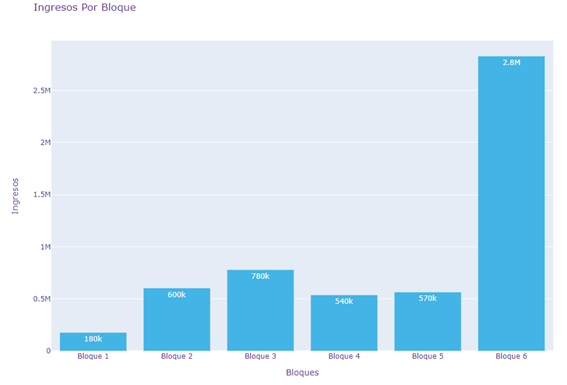 Ingresos Por Bloque
2.8M
2.5M
2M
1.5M
Ingresos
1M
780k
600k
570k
540k
0.5M
180k
0
Bloque 1 Bloque 2 Bloque 3 Bloque 4 Bloque 5 Bloque 6
Bloques